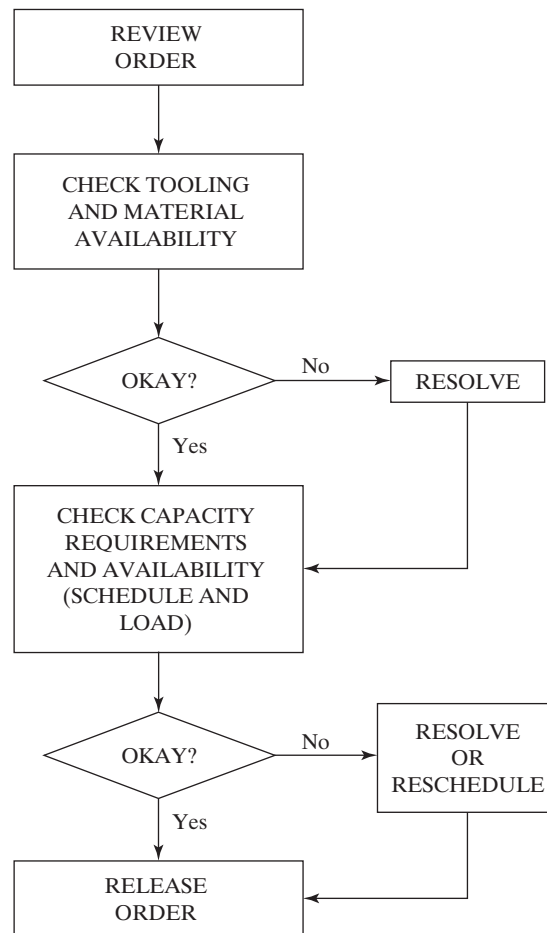 REVIEW
ORDER
CHECK TOOLING
AND MATERIAL
AVAILABILITY
OKAY?
No
RESOLVE
Yes
CHECK CAPACITY
REQUIREMENTS
AND AVAILABILITY
(SCHEDULE AND
LOAD)
OKAY?
No
RESOLVE
OR
RESCHEDULE
Yes
RELEASE
ORDER